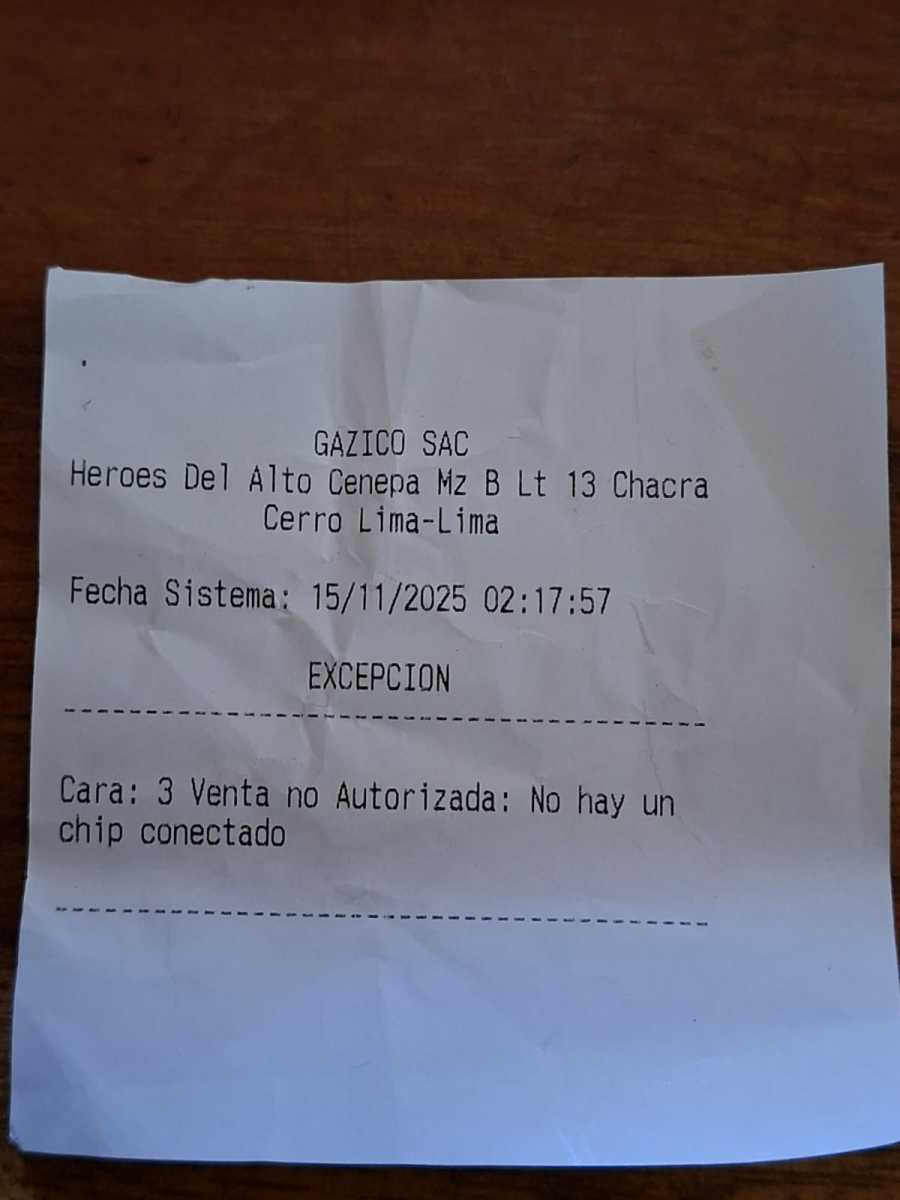 GAZICO SAC
Heroes Del Alto Cenepa Mz B Lt 13 Chacra
Cerro Lima-Lima
Fecha Sistema: 15/11/2025 02:17:57
EXCEPCION
Cara: 3 Venta no Autorizada: No hay un
chip conectado